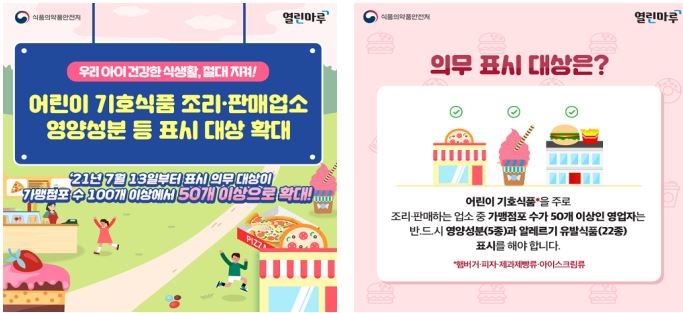 식품의약품안전처
열린마루
우리 아이 건강한 식생활, 절대 지켜!
어린이 기호식품 조리·판매업소
영양성분 등 표시 대상 확대
'21년 7월 13일부터 표시 의무 대상이
가맹점포 수 100개 이상에서 50개 이상으로 확대!
PIZZA
식품의약품안전처
열린마루
의무 표시 대상은?
어린이 기호식품*을 주로
조리·판매하는 업소 중 가맹점포 수가 50개 이상인 영업자는
반.드.시 영양성분(5종)과 알레르기 유발식품(22종)
표시를 해야 합니다.
*햄버거·피자·제과제빵류·아이스크림류